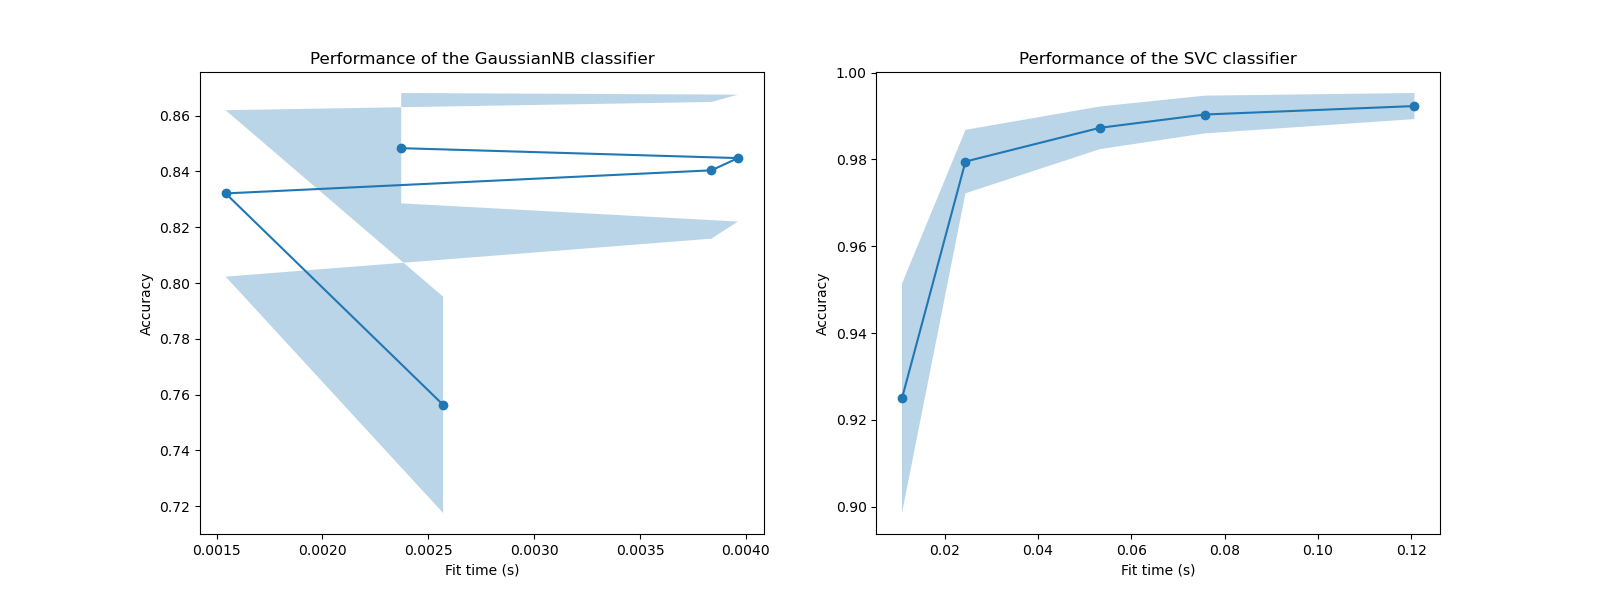 Performance of the GaussianNB classifier
Accuracy
0.86
0.84
0.82
0.80
0.78
0.76
0.74
0.72
0.0015 0.0020 0.0025 0.0030 0.0035 0.0040
Fit time (s)
Performance of the SVC classifier
Accuracy
1.00
0.98
0.96
0.94
0.92
0.90
0.02 0.04 0.06 0.08 0.10 0.12
Fit time (s)